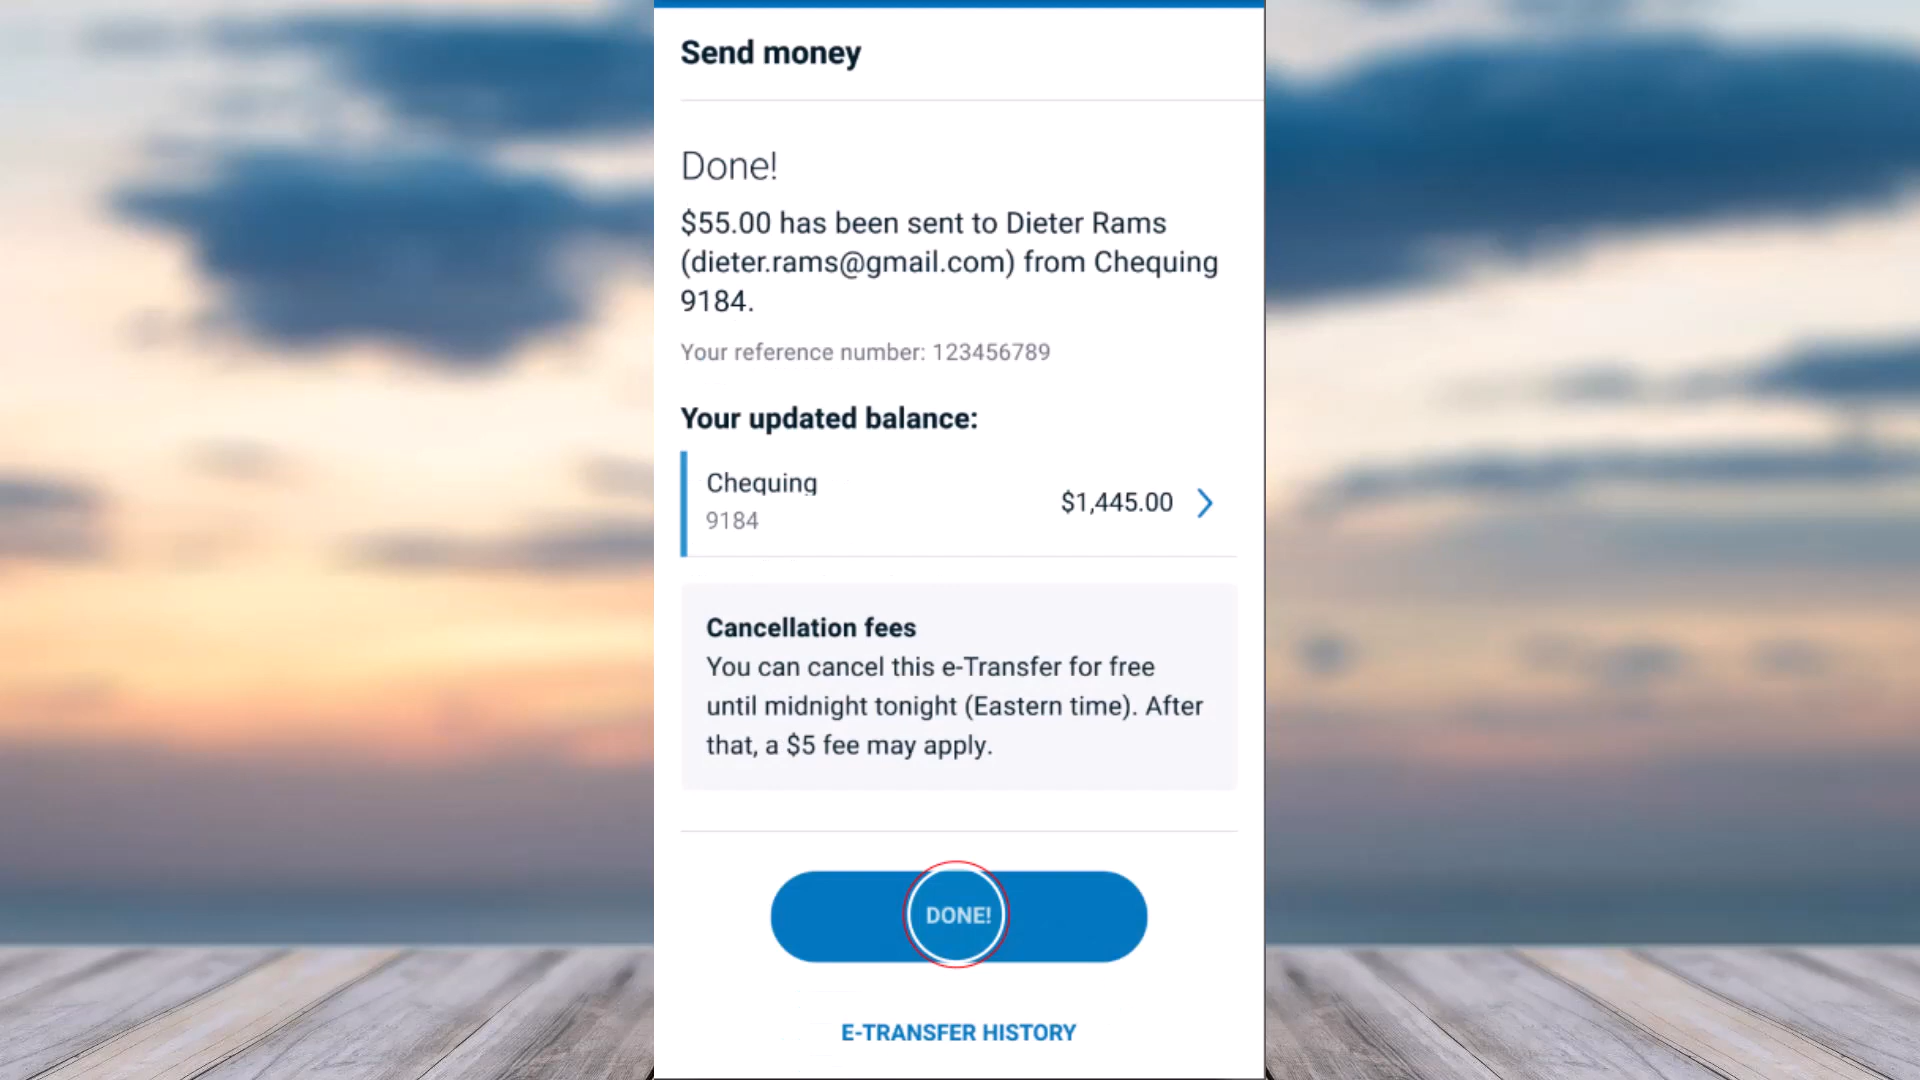 Send money
Done!
$55.00 has been sent to Dieter Rams
(dieter.rams@gmail.com) from Chequing
9184.
Your reference number: 123456789
Your updated balance:
Chequing
$1,445.00
9184
Cancellation fees
You can cancel this e-Transfer for free
until midnight tonight (Eastern time). After
that, a $5 fee may apply.
DONE!
E-TRANSFER HISTORY